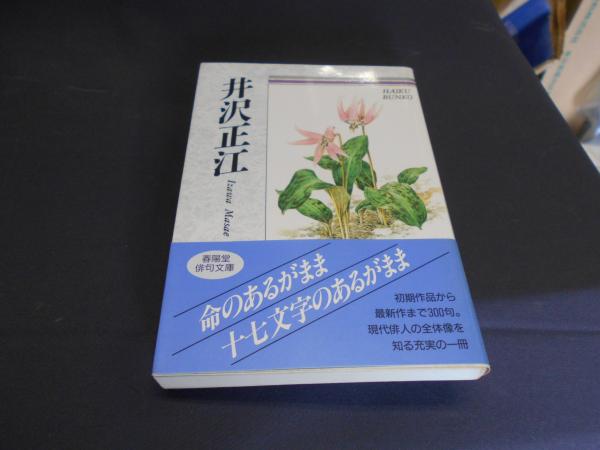 井沢正江
Izawa Masae
HAIKU
BUNKO
春陽堂
俳句文庫
命のあるがまま
十七文字のあるがまま
初期作品から
最新作まで300句。
現代俳人の全体像を
知る充実の一冊